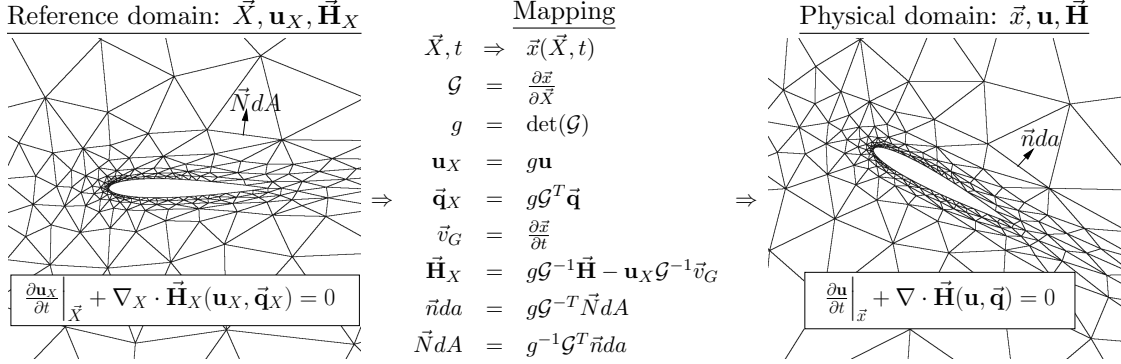 Reference domain: $\vec{X}, \mathbf{u}_X, \vec{\mathbf{H}}_X$
$\vec{N}dA$
$\left.\frac{\partial \mathbf{u}_X}{\partial t}\right|_{\vec{X}} + \nabla_X \cdot \vec{\mathbf{H}}_X(\mathbf{u}_X, \vec{\mathbf{q}}_X) = 0$
⇒
Mapping
$\vec{X}, t \Rightarrow \vec{x}(\vec{X}, t)$
$\mathcal{G} = \frac{\partial \vec{x}}{\partial \vec{X}}$
$g = \det(\mathcal{G})$
$\mathbf{u}_X = g\mathbf{u}$
$\vec{\mathbf{q}}_X = g\mathcal{G}^T\vec{\mathbf{q}}$
$\vec{v}_G = \frac{\partial \vec{x}}{\partial t}$
$\vec{\mathbf{H}}_X = g\mathcal{G}^{-1}\vec{\mathbf{H}} - \mathbf{u}_X\mathcal{G}^{-1}\vec{v}_G$
$\vec{n}da = g\mathcal{G}^{-T}\vec{N}dA$
$\vec{N}dA = g^{-1}\mathcal{G}^T\vec{n}da$
⇒
Physical domain: $\vec{x}, \mathbf{u}, \vec{\mathbf{H}}$
$\vec{n}da$
$\left.\frac{\partial \mathbf{u}}{\partial t}\right|_{\vec{x}} + \nabla \cdot \vec{\mathbf{H}}(\mathbf{u}, \vec{\mathbf{q}}) = 0$